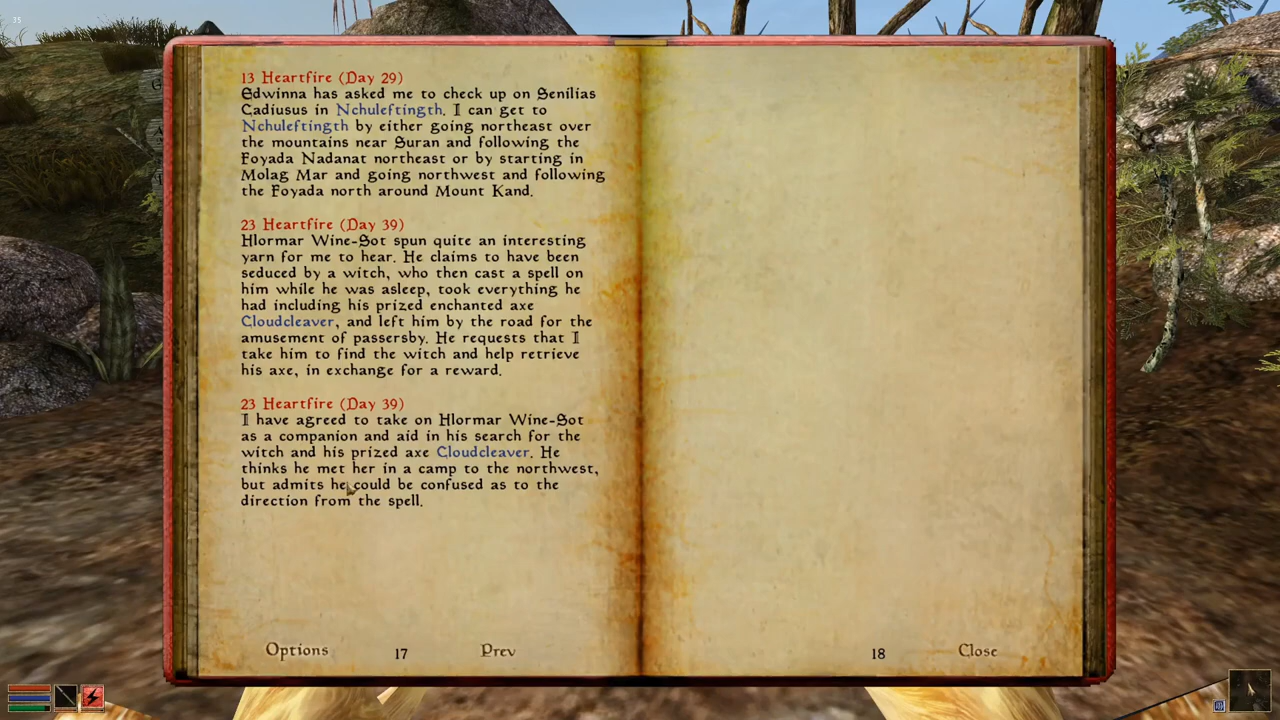 35
13 Heartfire (Day 29)
Edwinna has asked me to check up on Senilias
Cadiusus in Nchuleftingth. I can get to
Nchuleftingth by either going northeast over
the mountains near Suran and following the
Foyada Nadanat northeast or by starting in
Molag Mar and going northwest and following
the Foyada north around Mount Kand.
23 Heartfire (Day 39)
Hlormar Wine-Sot spun quite an interesting
yarn for me to hear. He claims to have been
seduced by a witch, who then cast a spell on
him while he was asleep, took everything he
had including his prized enchanted axe
Cloudcleaver, and left him by the road for the
amusement of passersby. He requests that I
take him to find the witch and help retrieve
his axe, in exchange for a reward.
23 Heartfire (Day 39)
I have agreed to take on Hlormar Wine-Sot
as a companion and aid in his search for the
witch and his prized axe Cloudcleaver. He
thinks he met her in a camp to the northwest,
but admits he could be confused as to the
direction from the spell.
Options 17 Prev 18 Close